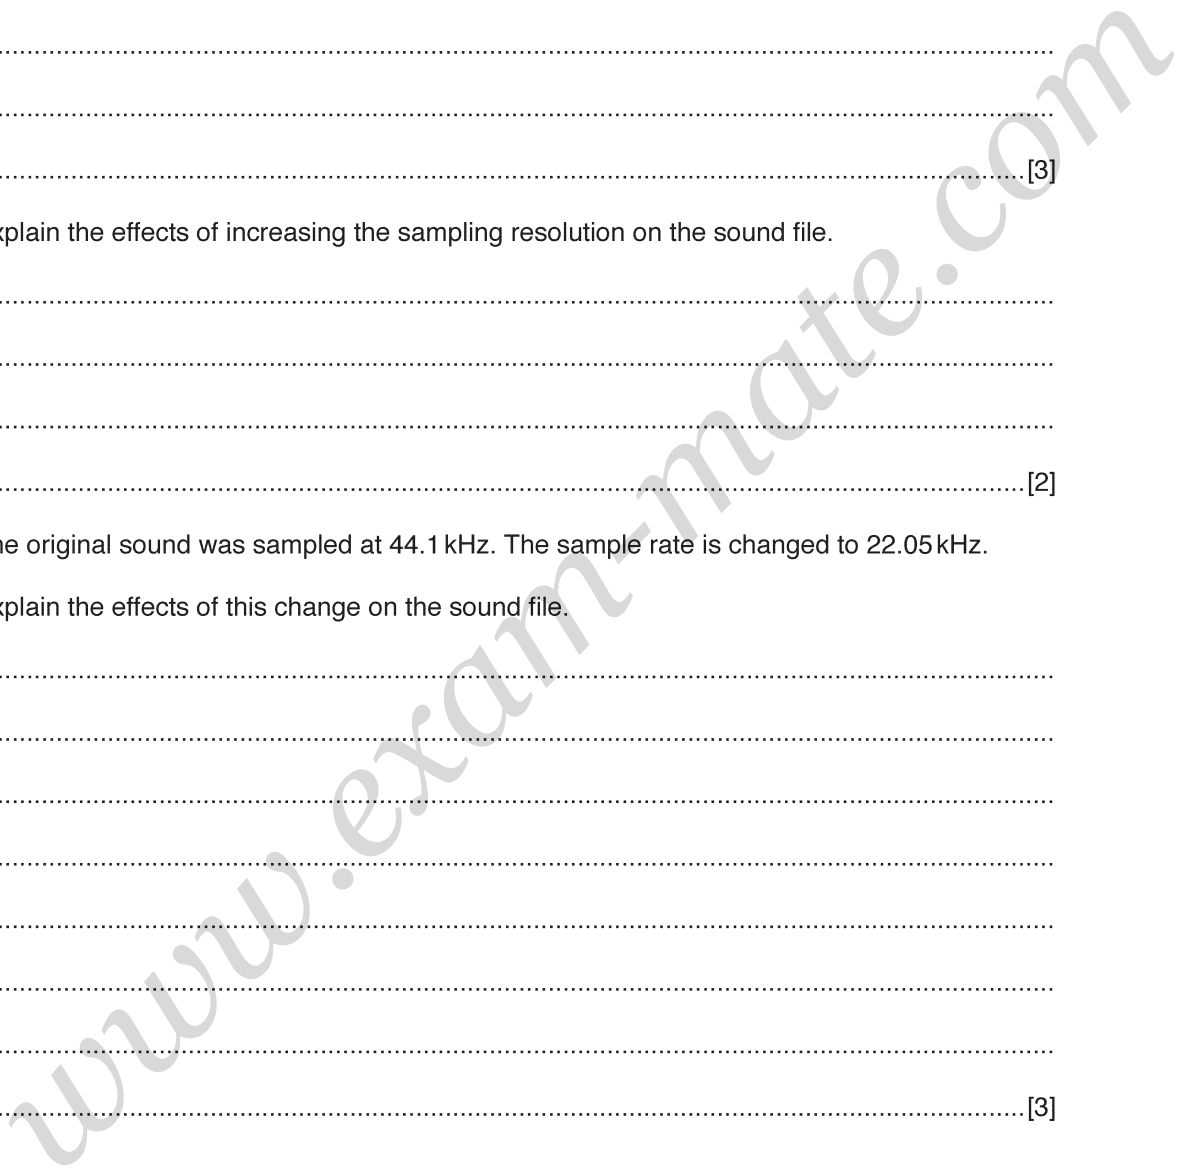 [3]
xplain the effects of increasing the sampling resolution on the sound file.
[2]
he original sound was sampled at 44.1 kHz. The sample rate is changed to 22.05 kHz.
xplain the effects of this change on the sound file.
[3]
www.exam-mate.com